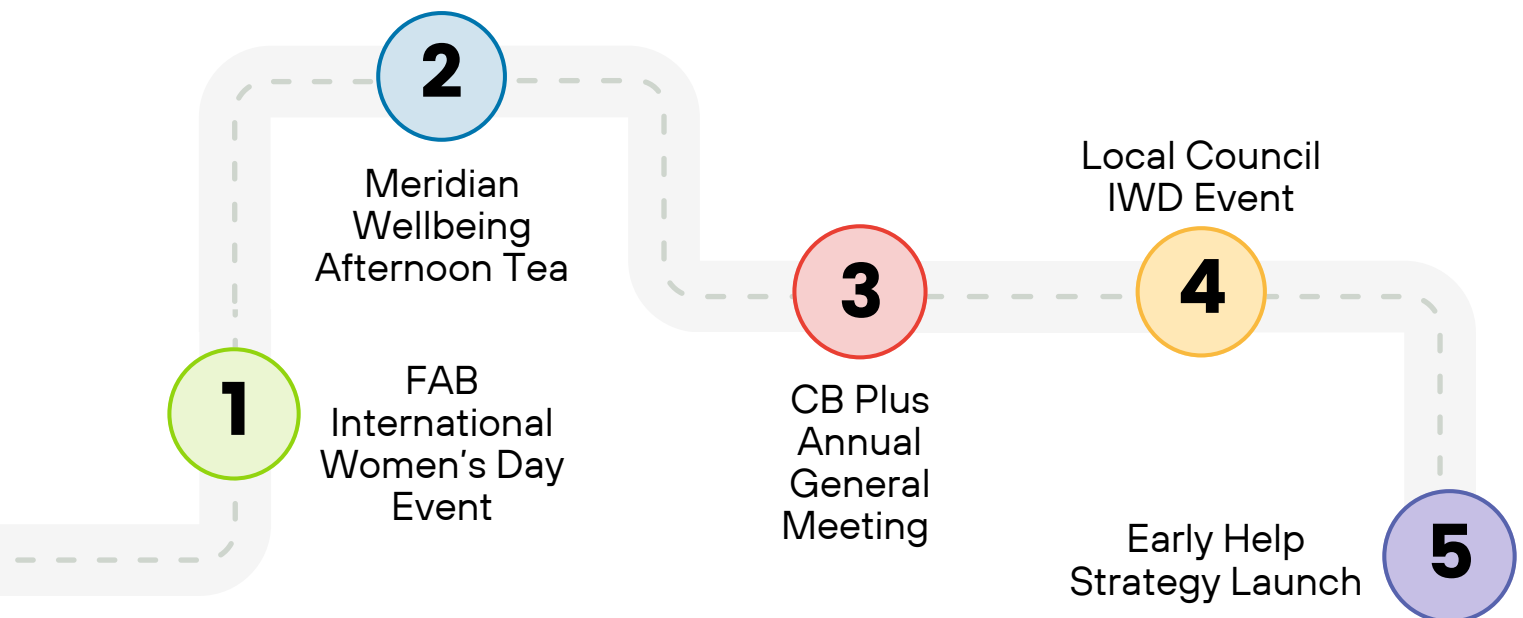 1
FAB
International
Women's Day
Event
2
Meridian
Wellbeing
Afternoon Tea
3
CB Plus
Annual
General
Meeting
4
Local Council
IWD Event
5
Early Help
Strategy Launch